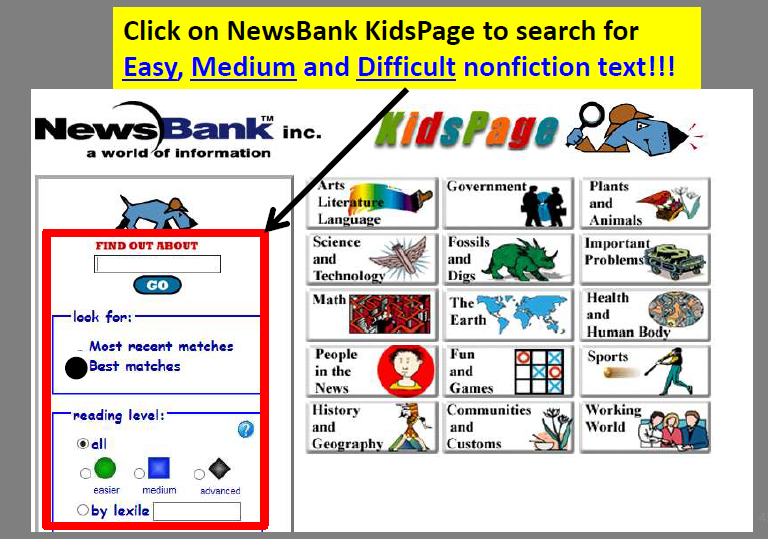 Click on NewsBank KidsPage to search for
Easy, Medium and Difficult nonfiction text!!!
NewsBank™ inc.
a world of information
KidsPage
FIND OUT ABOUT
GO
look for:
Most recent matches
Best matches
reading level:
?
all
easier
medium
advanced
by lexile
Arts
Literature
Language
Government
Plants
and
Animals
Science
and
Technology
Fossils
and
Digs
Important
Problems
Math
The
Earth
Health
and
Human Body
People
in the
News
Fun
and
Games
Sports
History
and
Geography
Communities
and
Customs
Working
World